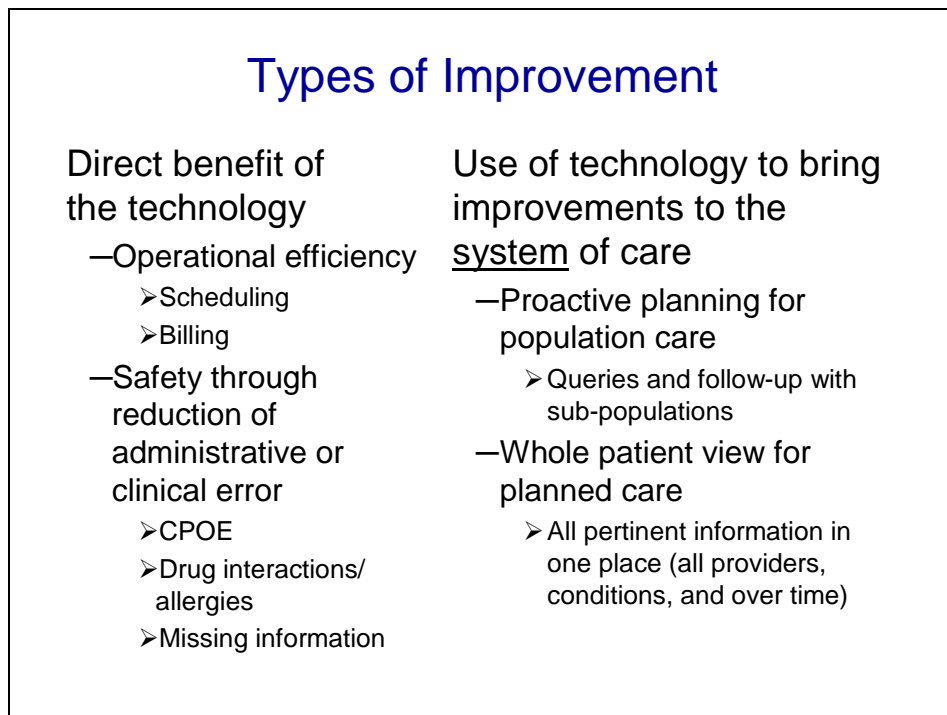 Types of Improvement
Direct benefit of
the technology
—Operational efficiency
➢Scheduling
➢Billing
—Safety through
reduction of
administrative or
clinical error
➢CPOE
➢Drug interactions/
allergies
➢Missing information
Use of technology to bring
improvements to the
system of care
—Proactive planning for
population care
➢Queries and follow-up with
sub-populations
—Whole patient view for
planned care
➢All pertinent information in
one place (all providers,
conditions, and over time)